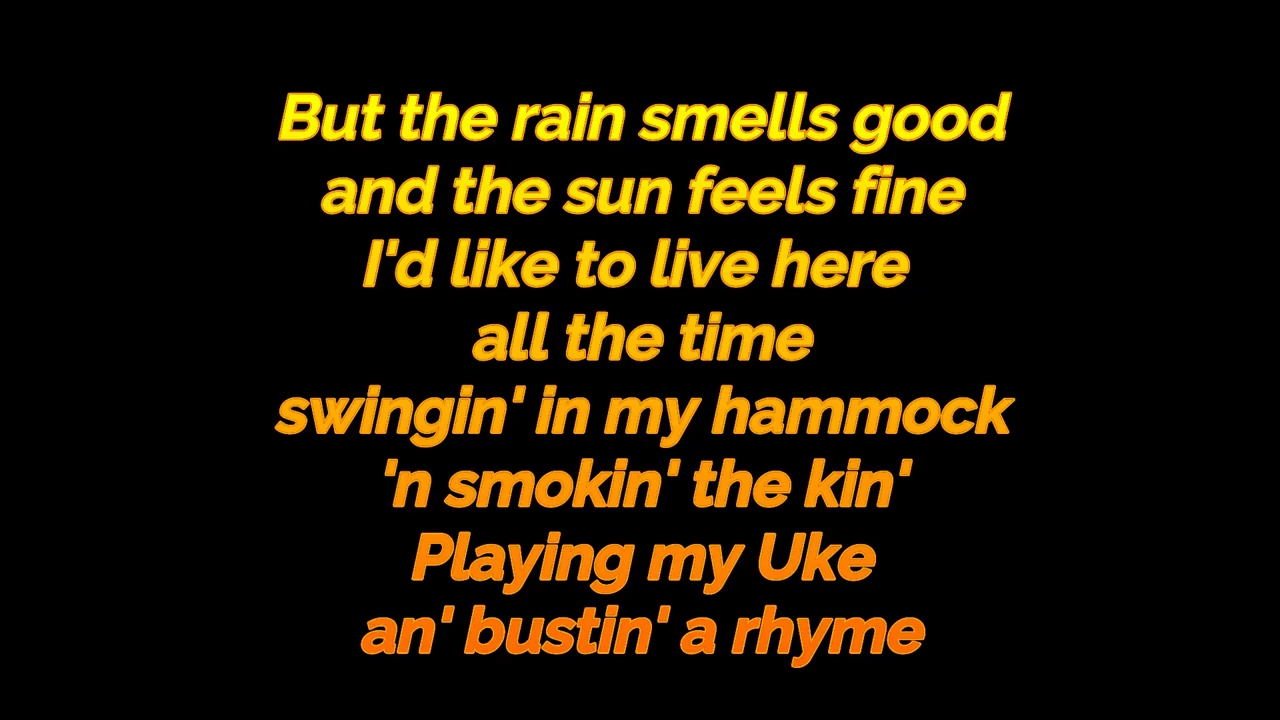 But the rain smells good
and the sun feels fine
I'd like to live here
all the time
swingin' in my hammock
'n smokin' the kin'
Playing my Uke
an' bustin' a rhyme